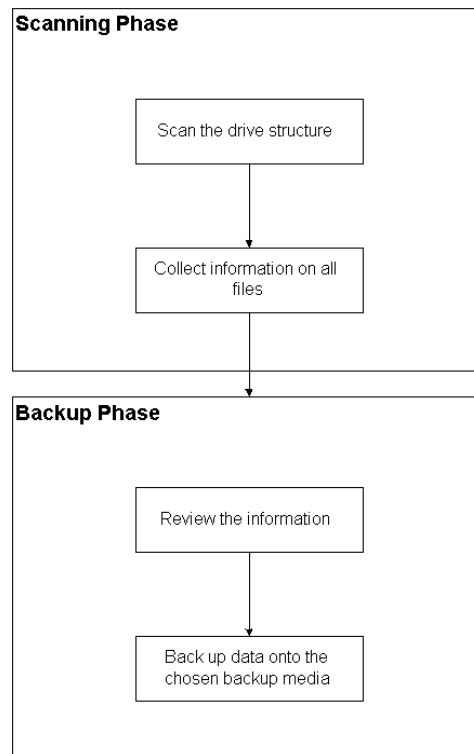 Scanning Phase
Scan the drive structure
Collect information on all
files
Backup Phase
Review the information
Back up data onto the
chosen backup media